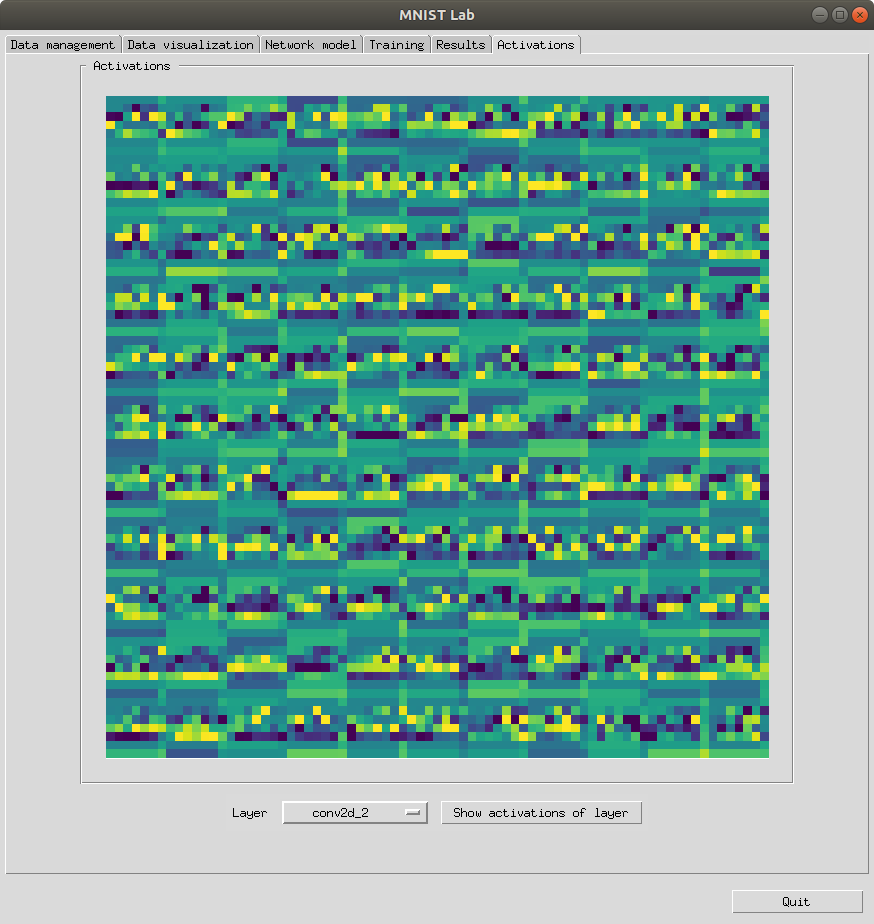 MNIST Lab
Data management Data visualization Network model Training Results Activations
Activations
Layer conv2d_2 Show activations of layer
Quit